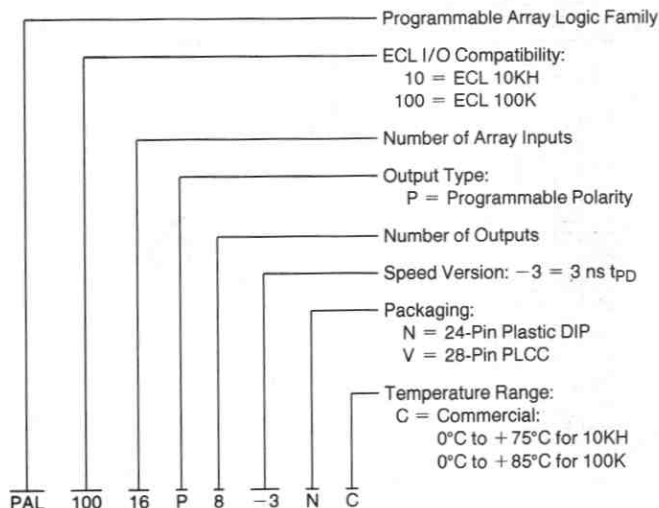 Programmable Array Logic Family
ECL I/O Compatibility:
10 = ECL 10KH
100 = ECL 100K
Number of Array Inputs
Output Type:
P = Programmable Polarity
Number of Outputs
Speed Version: −3 = 3 ns tPD
Packaging:
N = 24-Pin Plastic DIP
V = 28-Pin PLCC
Temperature Range:
C = Commercial:
0°C to +75°C for 10KH
0°C to +85°C for 100K
PAL 100 16 P 8 −3 N C